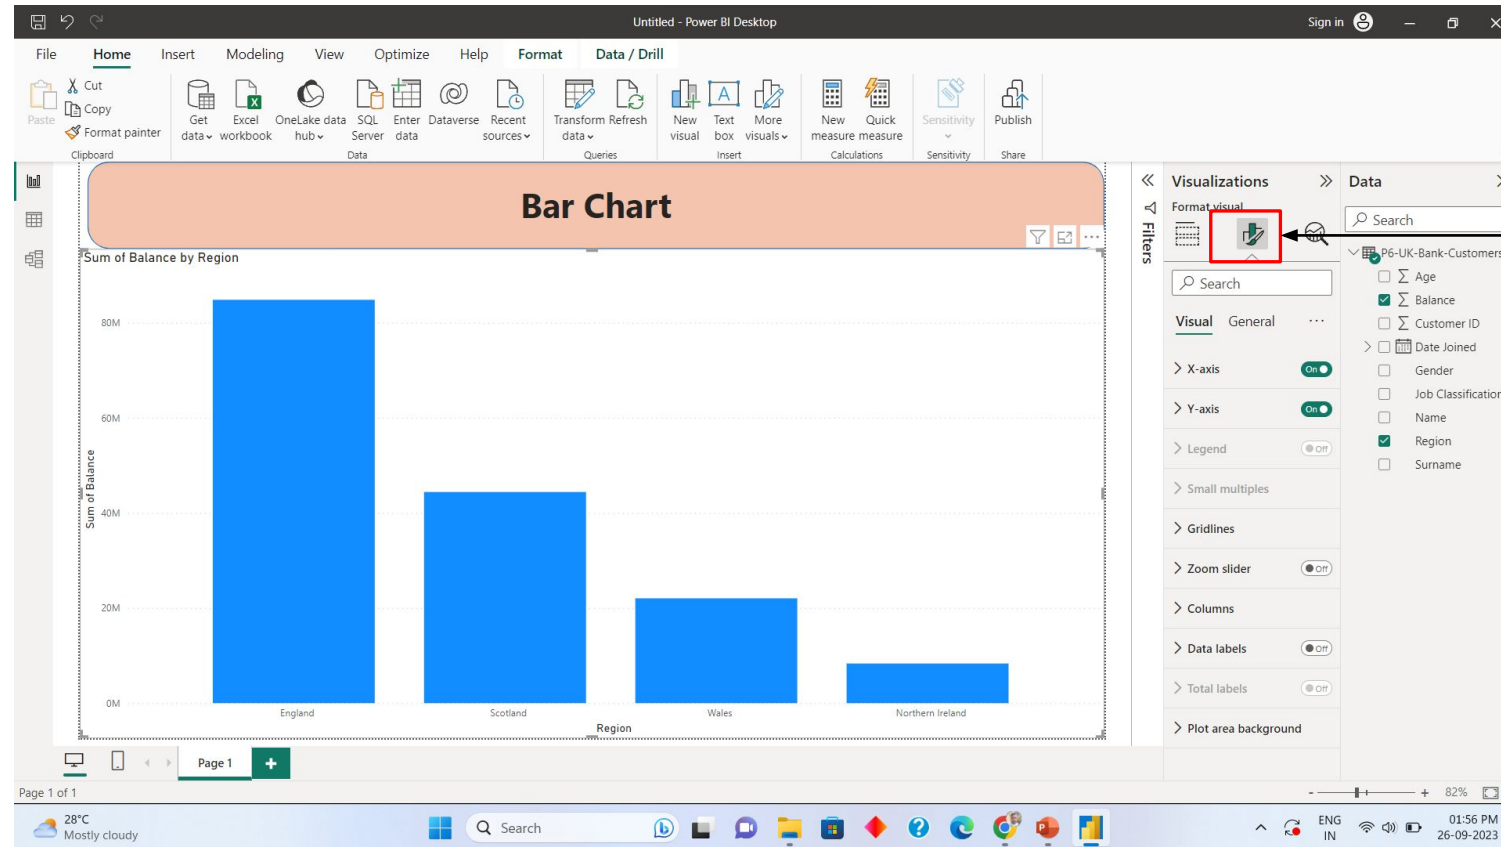 Untitled - Power BI Desktop
Sign in
File Home Insert Modeling View Optimize Help Format Data / Drill
Paste
Cut
Copy
Format painter
Clipboard
Get data
Excel workbook
OneLake data hub
SQL Server
Enter data
Dataverse
Recent sources
Data
Transform data
Refresh
Queries
New visual
Text box
More visuals
Insert
New measure
Quick measure
Calculations
Sensitivity
Sensitivity
Publish
Share
Bar Chart
Sum of Balance by Region
80M
60M
40M
20M
0M
Sum of Balance
England
Scotland
Wales
Northern Ireland
Region
Filters
Visualizations
Format visual
Search
Visual General
X-axis On
Y-axis On
Legend Off
Small multiples
Gridlines
Zoom slider Off
Columns
Data labels Off
Total labels Off
Plot area background
Data
Search
P6-UK-Bank-Customers
Age
Balance
Customer ID
Date Joined
Gender
Job Classification
Name
Region
Surname
Page 1
Page 1 of 1
- + 82%
28°C
Mostly cloudy
Search
ENG
IN
01:56 PM
26-09-2023